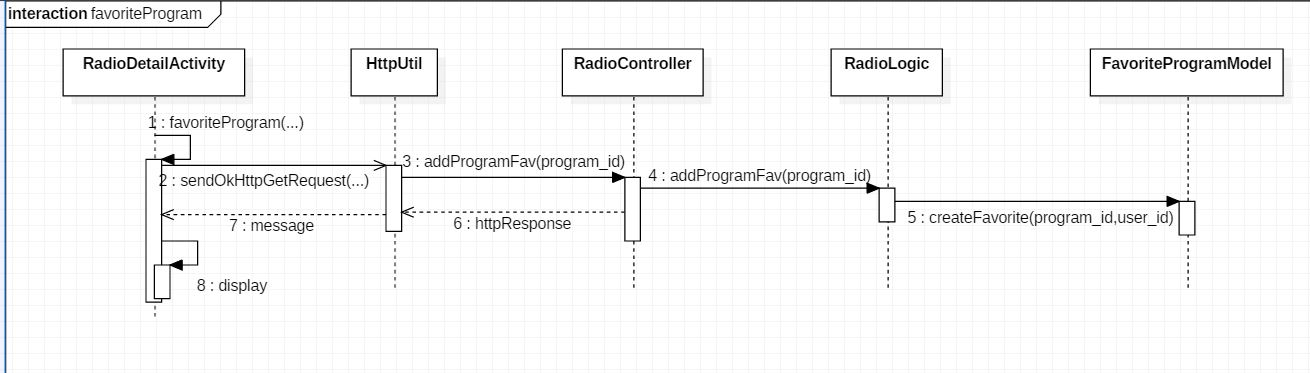 interaction favoriteProgram
RadioDetailActivity
HttpUtil
RadioController
RadioLogic
FavoriteProgramModel
1 : favoriteProgram(...)
2 : sendOkHttpGetRequest(...)
3 : addProgramFav(program_id)
4 : addProgramFav(program_id)
5 : createFavorite(program_id,user_id)
6 : httpResponse
7 : message
8 : display